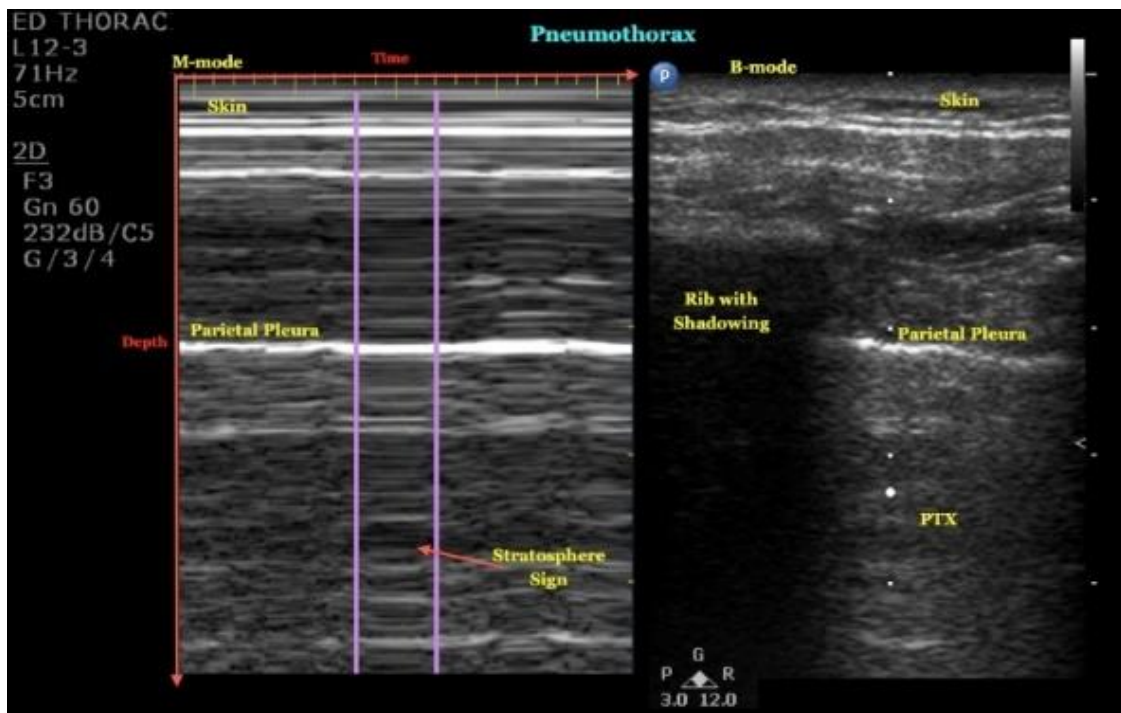 ED THORAC
L12-3
71Hz
5cm
2D
F3
Gn 60
232dB/C5
G/3/4
Pneumothorax
M-mode
Time
Skin
Parietal Pleura
Depth
Stratosphere
Sign
P
B-mode
Skin
Rib with
Shadowing
Parietal Pleura
PTX
G
P R
3.0 12.0